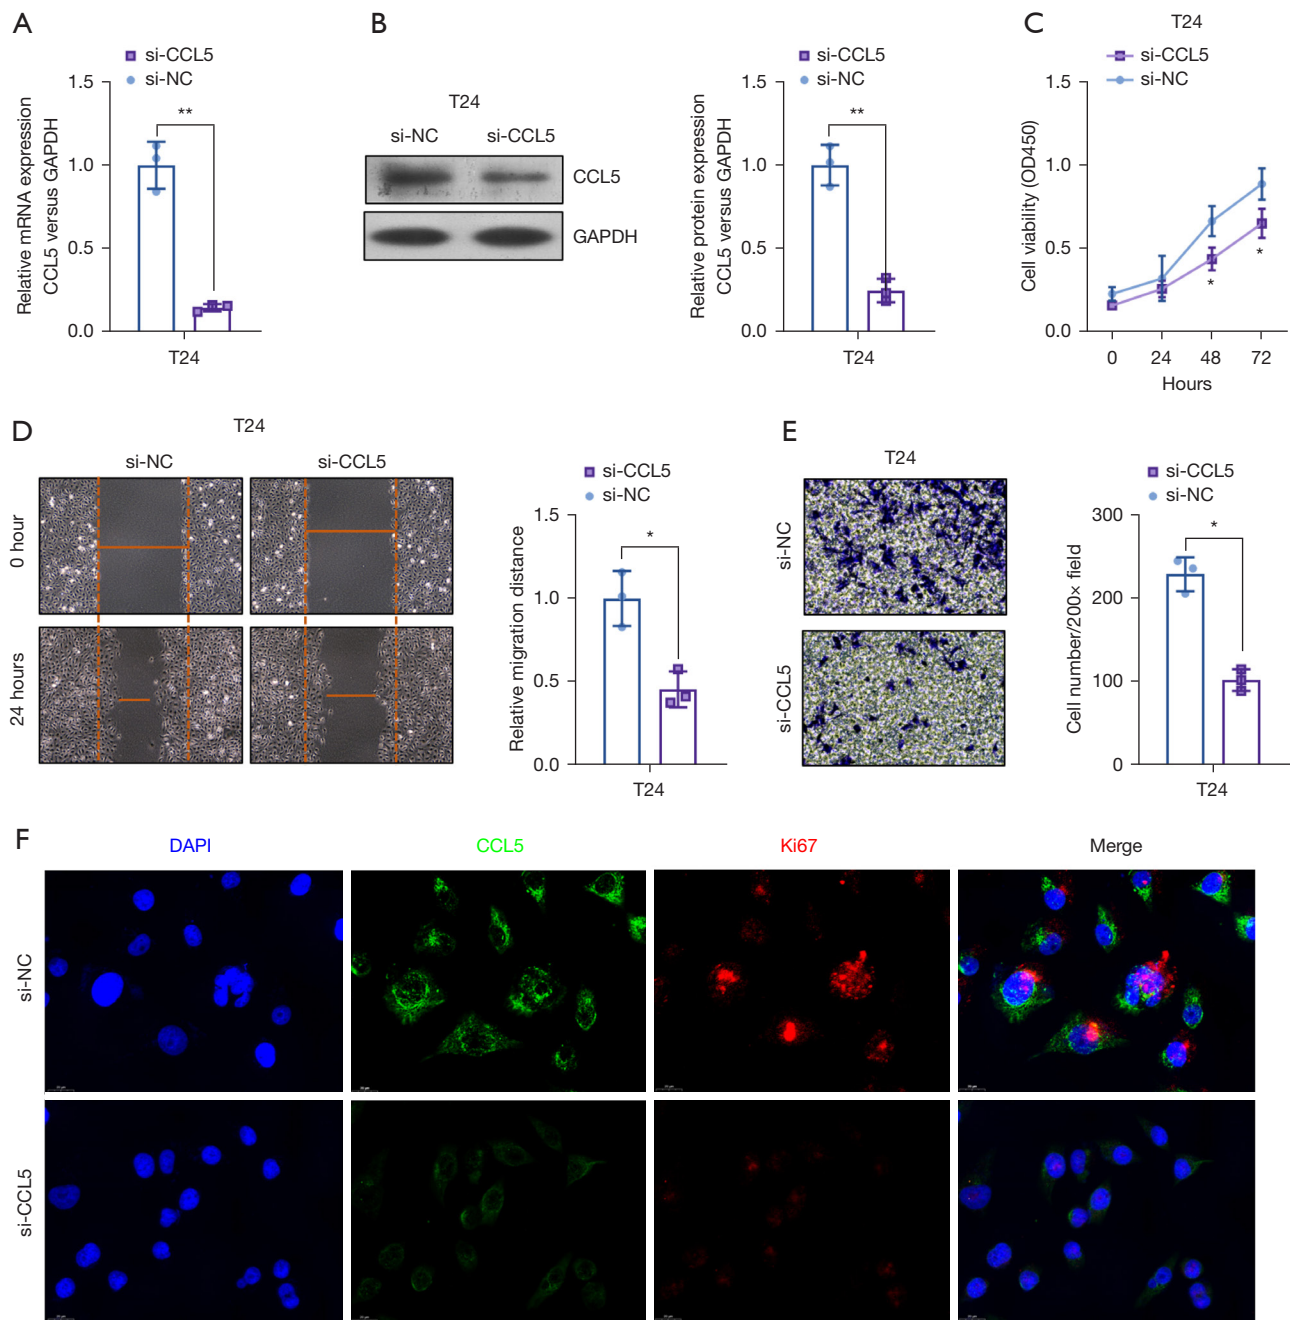 A
si-CCL5
si-NC
Relative mRNA expression
CCL5 versus GAPDH
1.5
1.0
0.5
0.0
**
T24
B
T24
si-NC
si-CCL5
CCL5
GAPDH
si-CCL5
si-NC
Relative protein expression
CCL5 versus GAPDH
1.5
1.0
0.5
0.0
**
T24
C
T24
si-CCL5
si-NC
Cell viability (OD450)
1.5
1.0
0.5
0.0
*
*
0
24
48
72
Hours
D
T24
si-NC
si-CCL5
0 hour
24 hours
si-CCL5
si-NC
Relative migration distance
1.5
1.0
0.5
0.0
*
T24
E
T24
si-NC
si-CCL5
si-CCL5
si-NC
Cell number/200× field
300
200
100
0
*
T24
F
DAPI
CCL5
Ki67
Merge
si-NC
si-CCL5